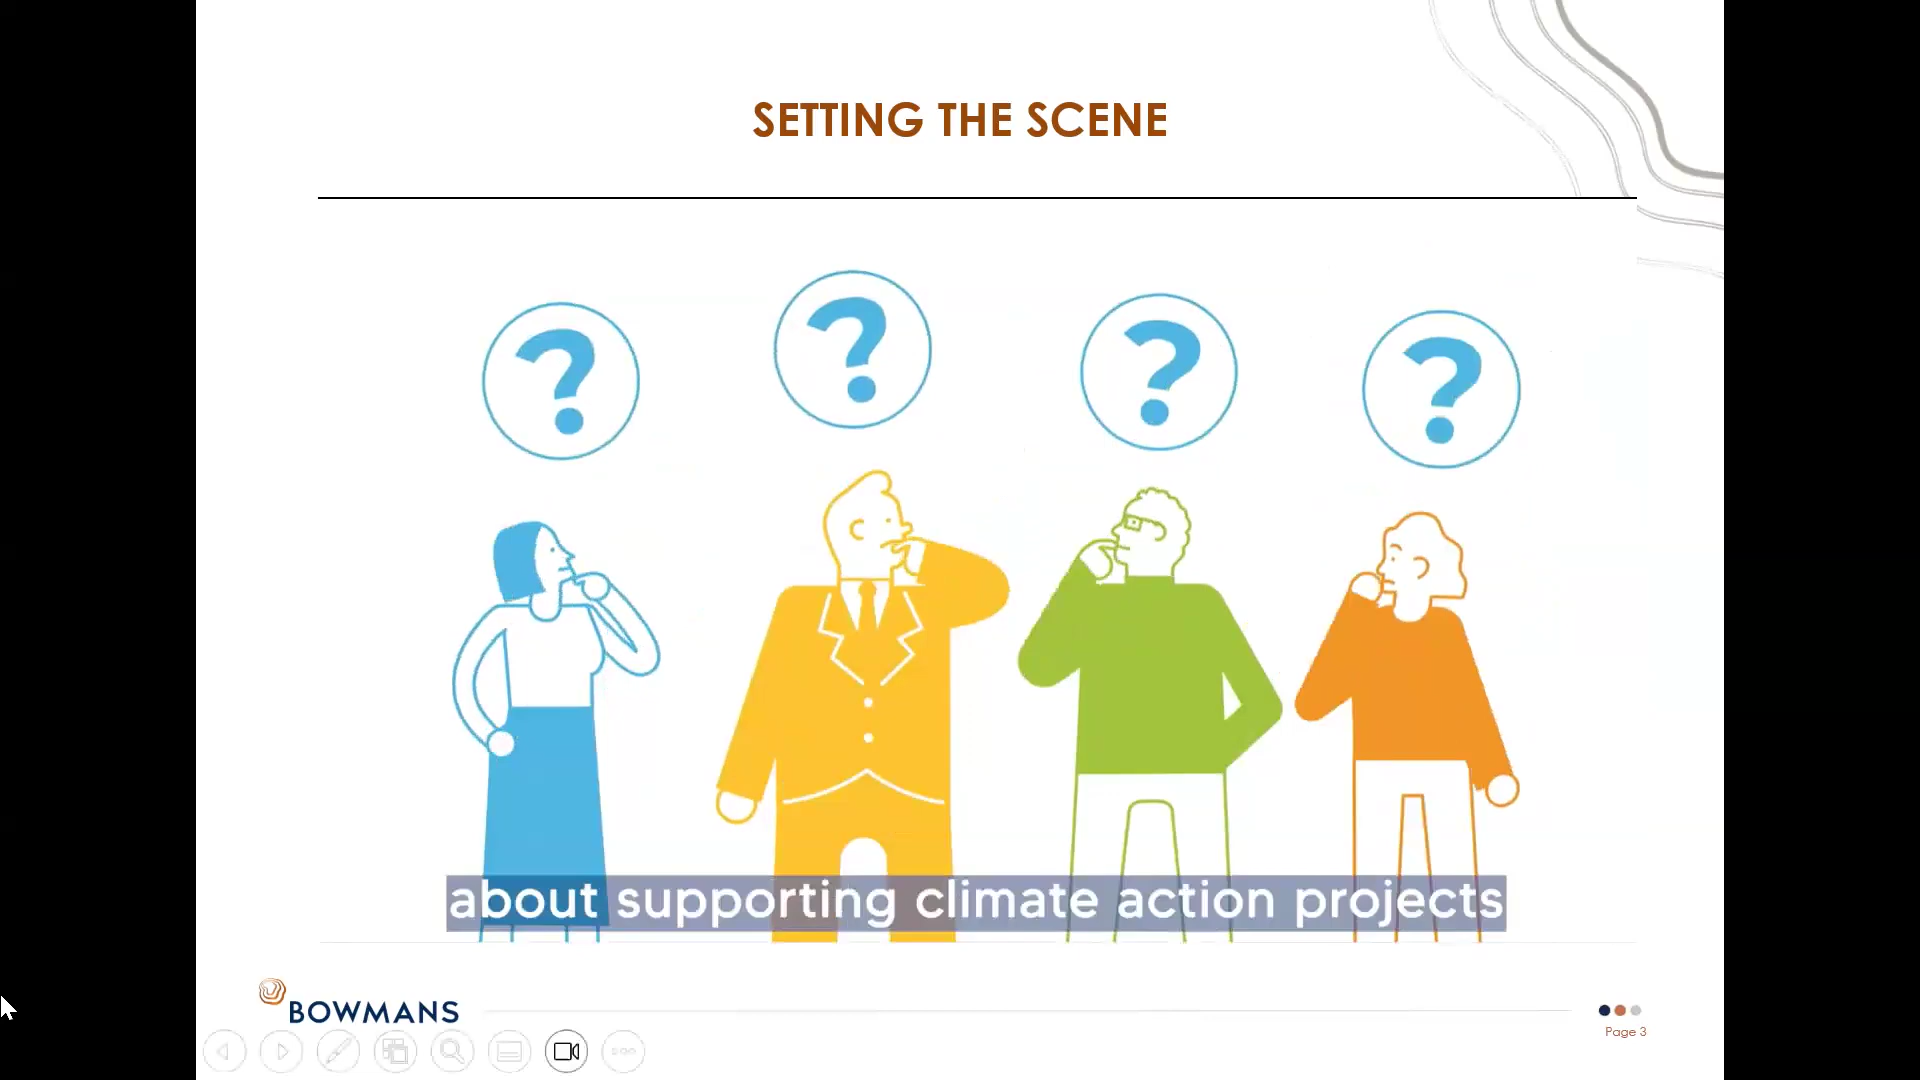 SETTING THE SCENE
?
?
?
?
about supporting climate action projects
BOWMANS
Page 3